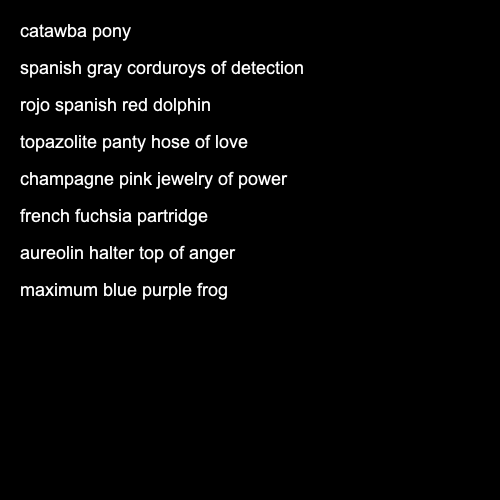 catawba pony
spanish gray corduroys of detection
rojo spanish red dolphin
topazolite panty hose of love
champagne pink jewelry of power
french fuchsia partridge
aureolin halter top of anger
maximum blue purple frog